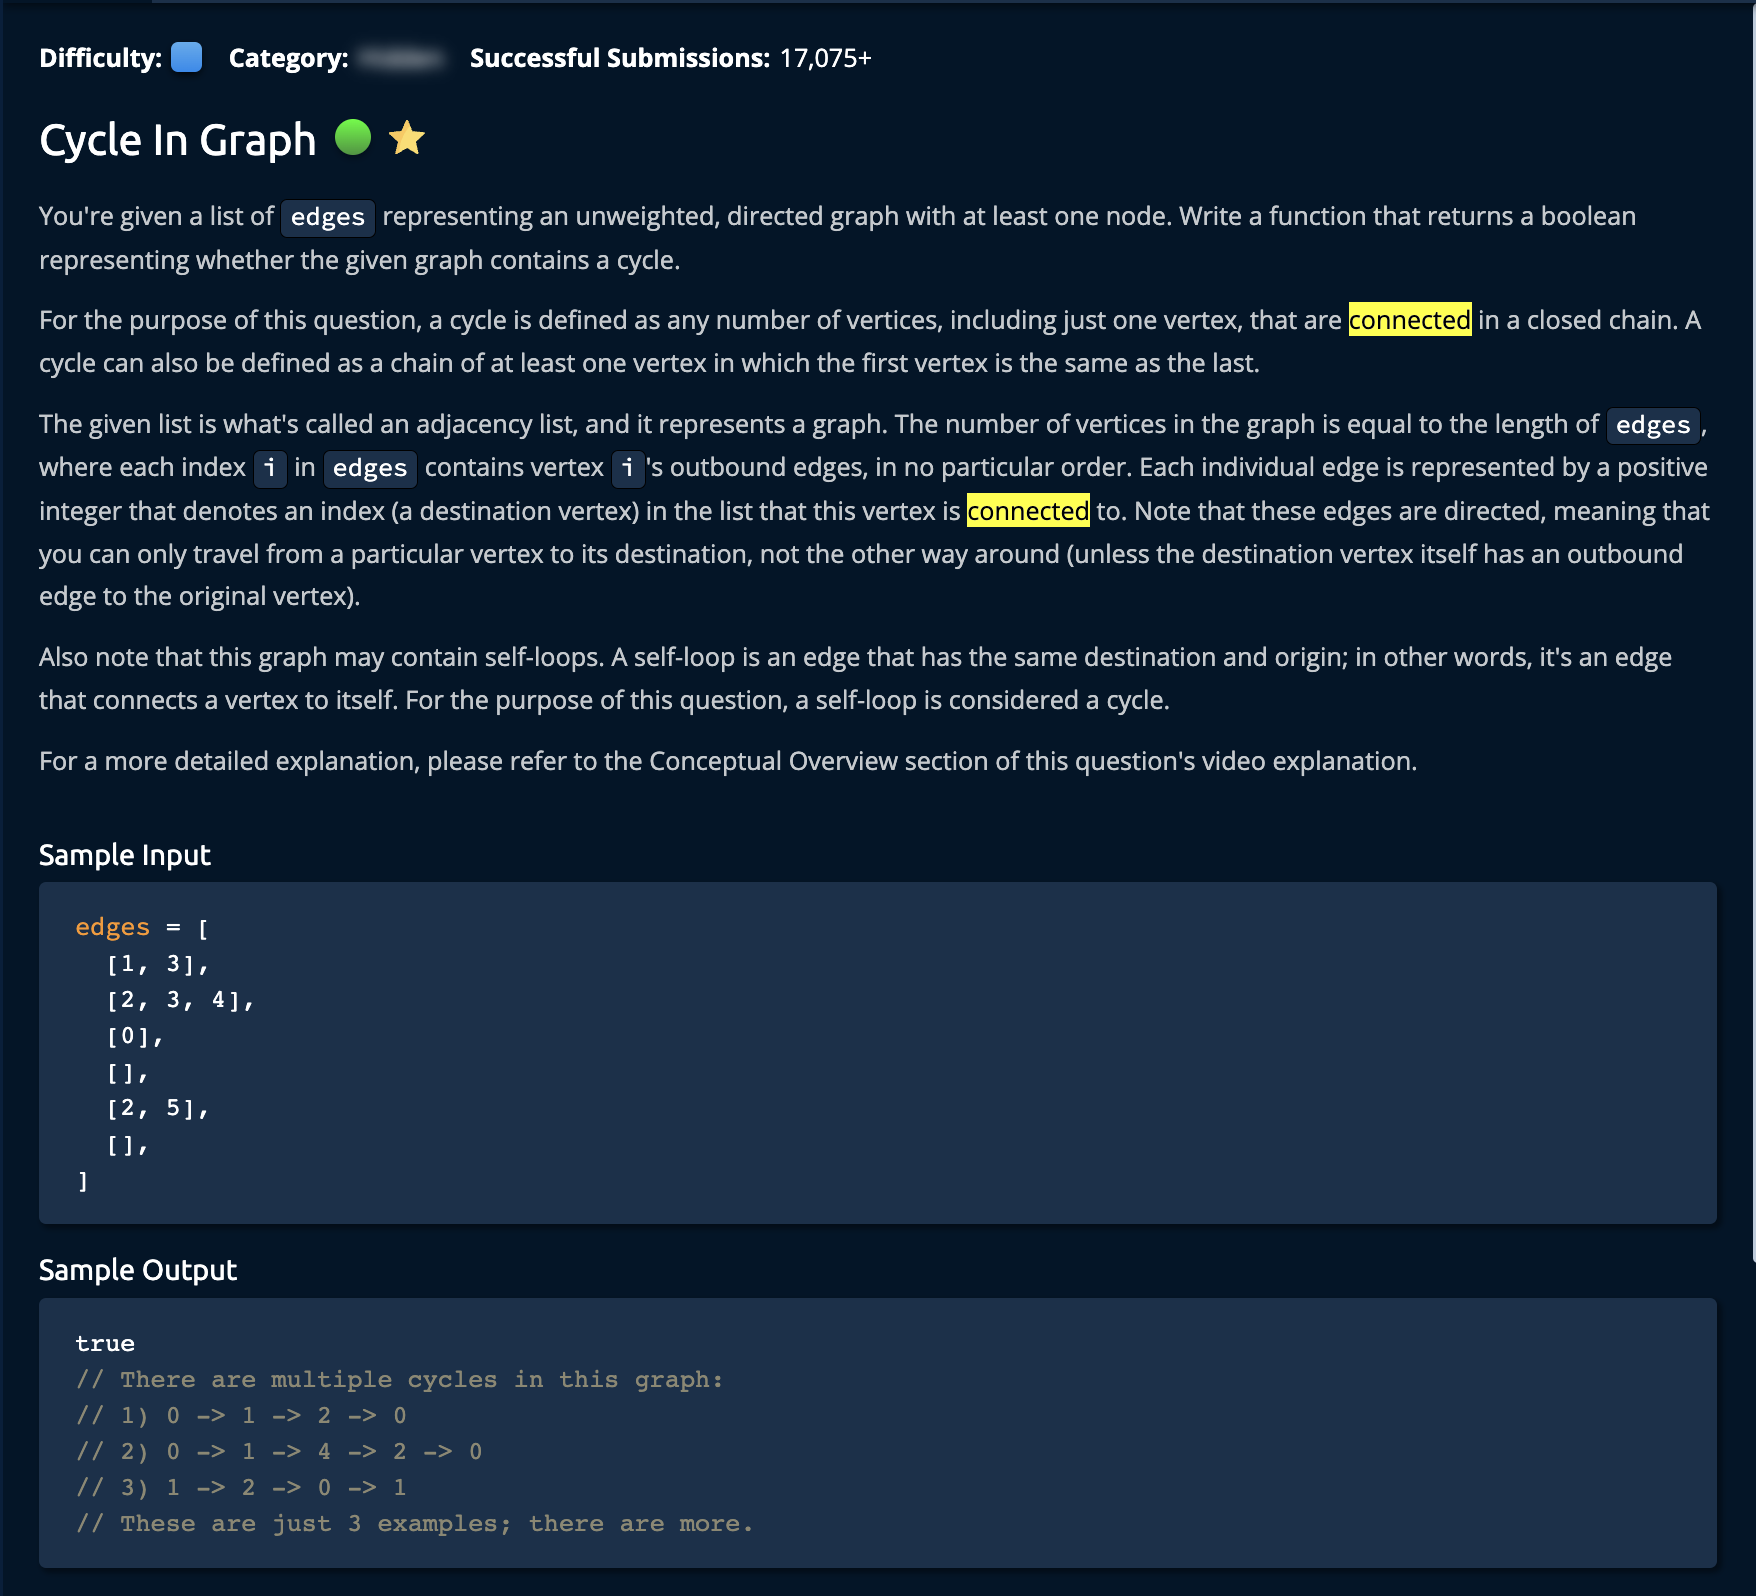 Difficulty: Category: Successful Submissions: 17,075+
Cycle In Graph
You're given a list of edges representing an unweighted, directed graph with at least one node. Write a function that returns a boolean
representing whether the given graph contains a cycle.
For the purpose of this question, a cycle is defined as any number of vertices, including just one vertex, that are connected in a closed chain. A
cycle can also be defined as a chain of at least one vertex in which the first vertex is the same as the last.
The given list is what's called an adjacency list, and it represents a graph. The number of vertices in the graph is equal to the length of edges ,
where each index i in edges contains vertex i 's outbound edges, in no particular order. Each individual edge is represented by a positive
integer that denotes an index (a destination vertex) in the list that this vertex is connected to. Note that these edges are directed, meaning that
you can only travel from a particular vertex to its destination, not the other way around (unless the destination vertex itself has an outbound
edge to the original vertex).
Also note that this graph may contain self-loops. A self-loop is an edge that has the same destination and origin; in other words, it's an edge
that connects a vertex to itself. For the purpose of this question, a self-loop is considered a cycle.
For a more detailed explanation, please refer to the Conceptual Overview section of this question's video explanation.
Sample Input
edges = [
[1, 3],
[2, 3, 4],
[0],
[],
[2, 5],
[],
]
Sample Output
true
// There are multiple cycles in this graph:
// 1) 0 -> 1 -> 2 -> 0
// 2) 0 -> 1 -> 4 -> 2 -> 0
// 3) 1 -> 2 -> 0 -> 1
// These are just 3 examples; there are more.